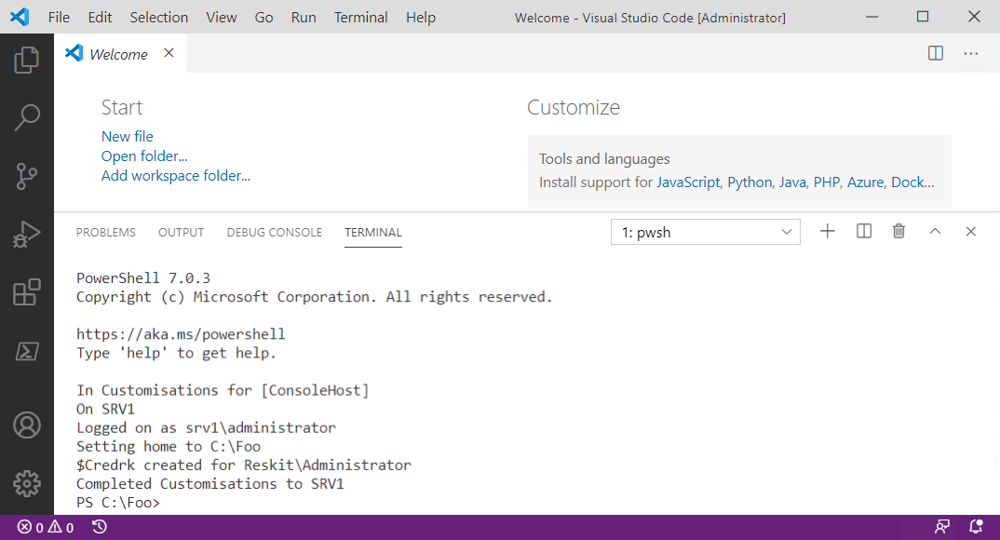 File Edit Selection View Go Run Terminal Help Welcome - Visual Studio Code [Administrator]
Welcome
Start
New file
Open folder...
Add workspace folder...
Customize
Tools and languages
Install support for JavaScript, Python, Java, PHP, Azure, Dock...
PROBLEMS OUTPUT DEBUG CONSOLE TERMINAL 1: pwsh
PowerShell 7.0.3
Copyright (c) Microsoft Corporation. All rights reserved.
https://aka.ms/powershell
Type 'help' to get help.
In Customisations for [ConsoleHost]
On SRV1
Logged on as srv1\administrator
Setting home to C:\Foo
$Credrk created for Reskit\Administrator
Completed Customisations to SRV1
PS C:\Foo>
0 0